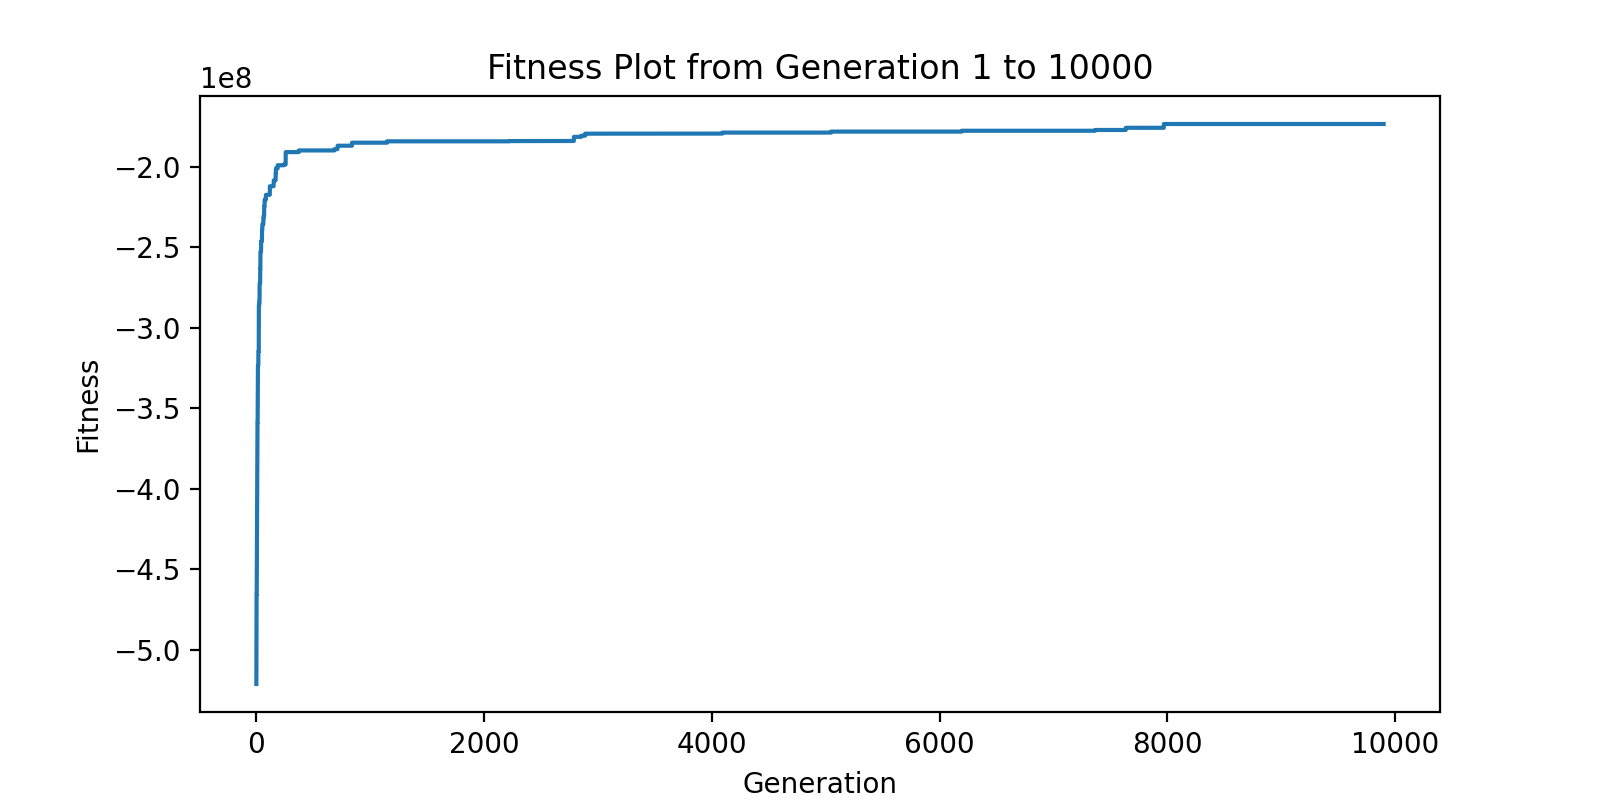 Fitness Plot from Generation 1 to 10000
1e8
−2.0
−2.5
−3.0
−3.5
−4.0
−4.5
−5.0
Fitness
0 2000 4000 6000 8000 10000
Generation